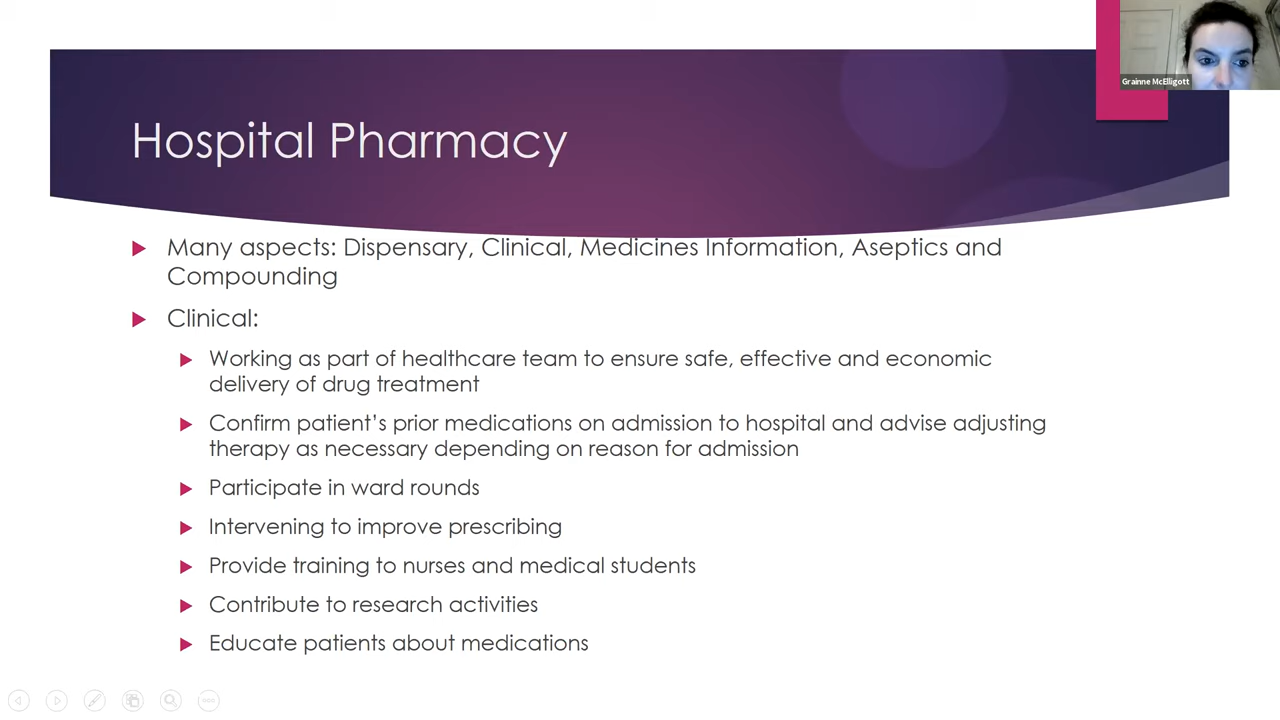 Grainne McElligott
Hospital Pharmacy
Many aspects: Dispensary, Clinical, Medicines Information, Aseptics and
Compounding
Clinical:
Working as part of healthcare team to ensure safe, effective and economic
delivery of drug treatment
Confirm patient’s prior medications on admission to hospital and advise adjusting
therapy as necessary depending on reason for admission
Participate in ward rounds
Intervening to improve prescribing
Provide training to nurses and medical students
Contribute to research activities
Educate patients about medications